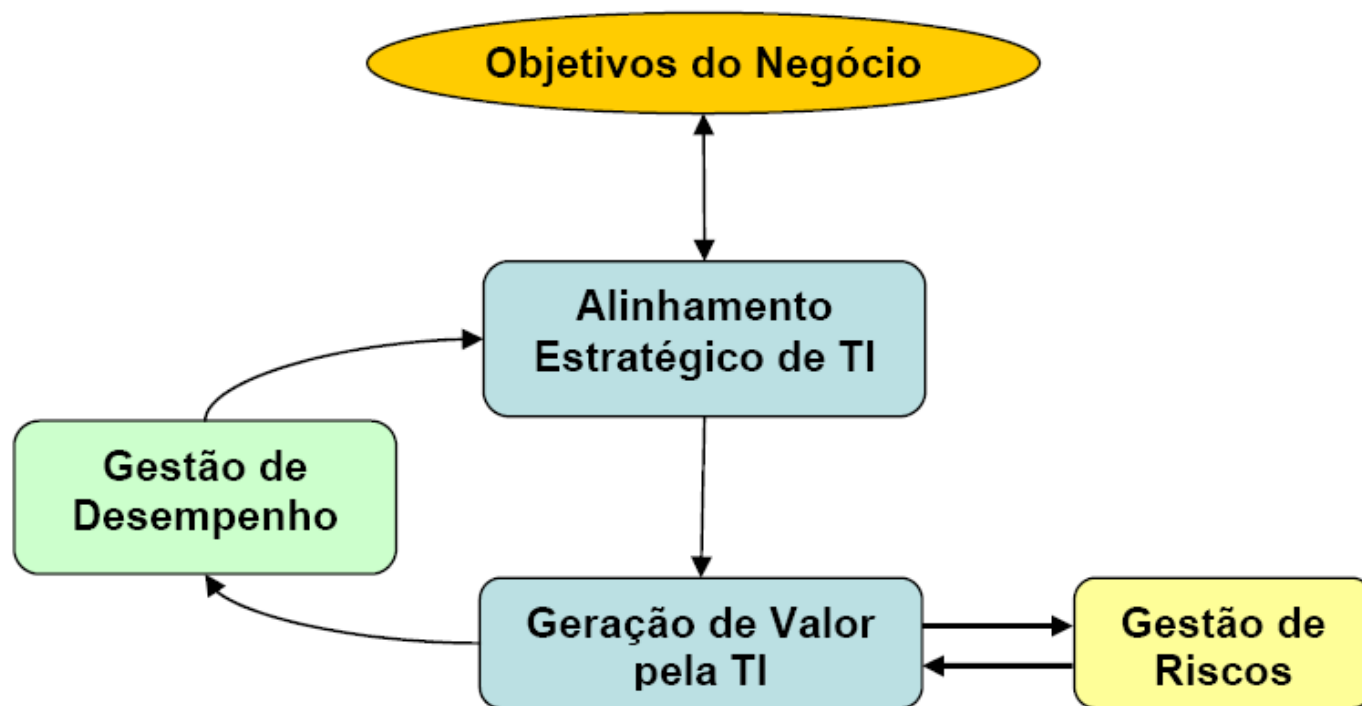 Objetivos do Negócio
Alinhamento
Estratégico de TI
Gestão de
Desempenho
Geração de Valor
pela TI
Gestão de
Riscos